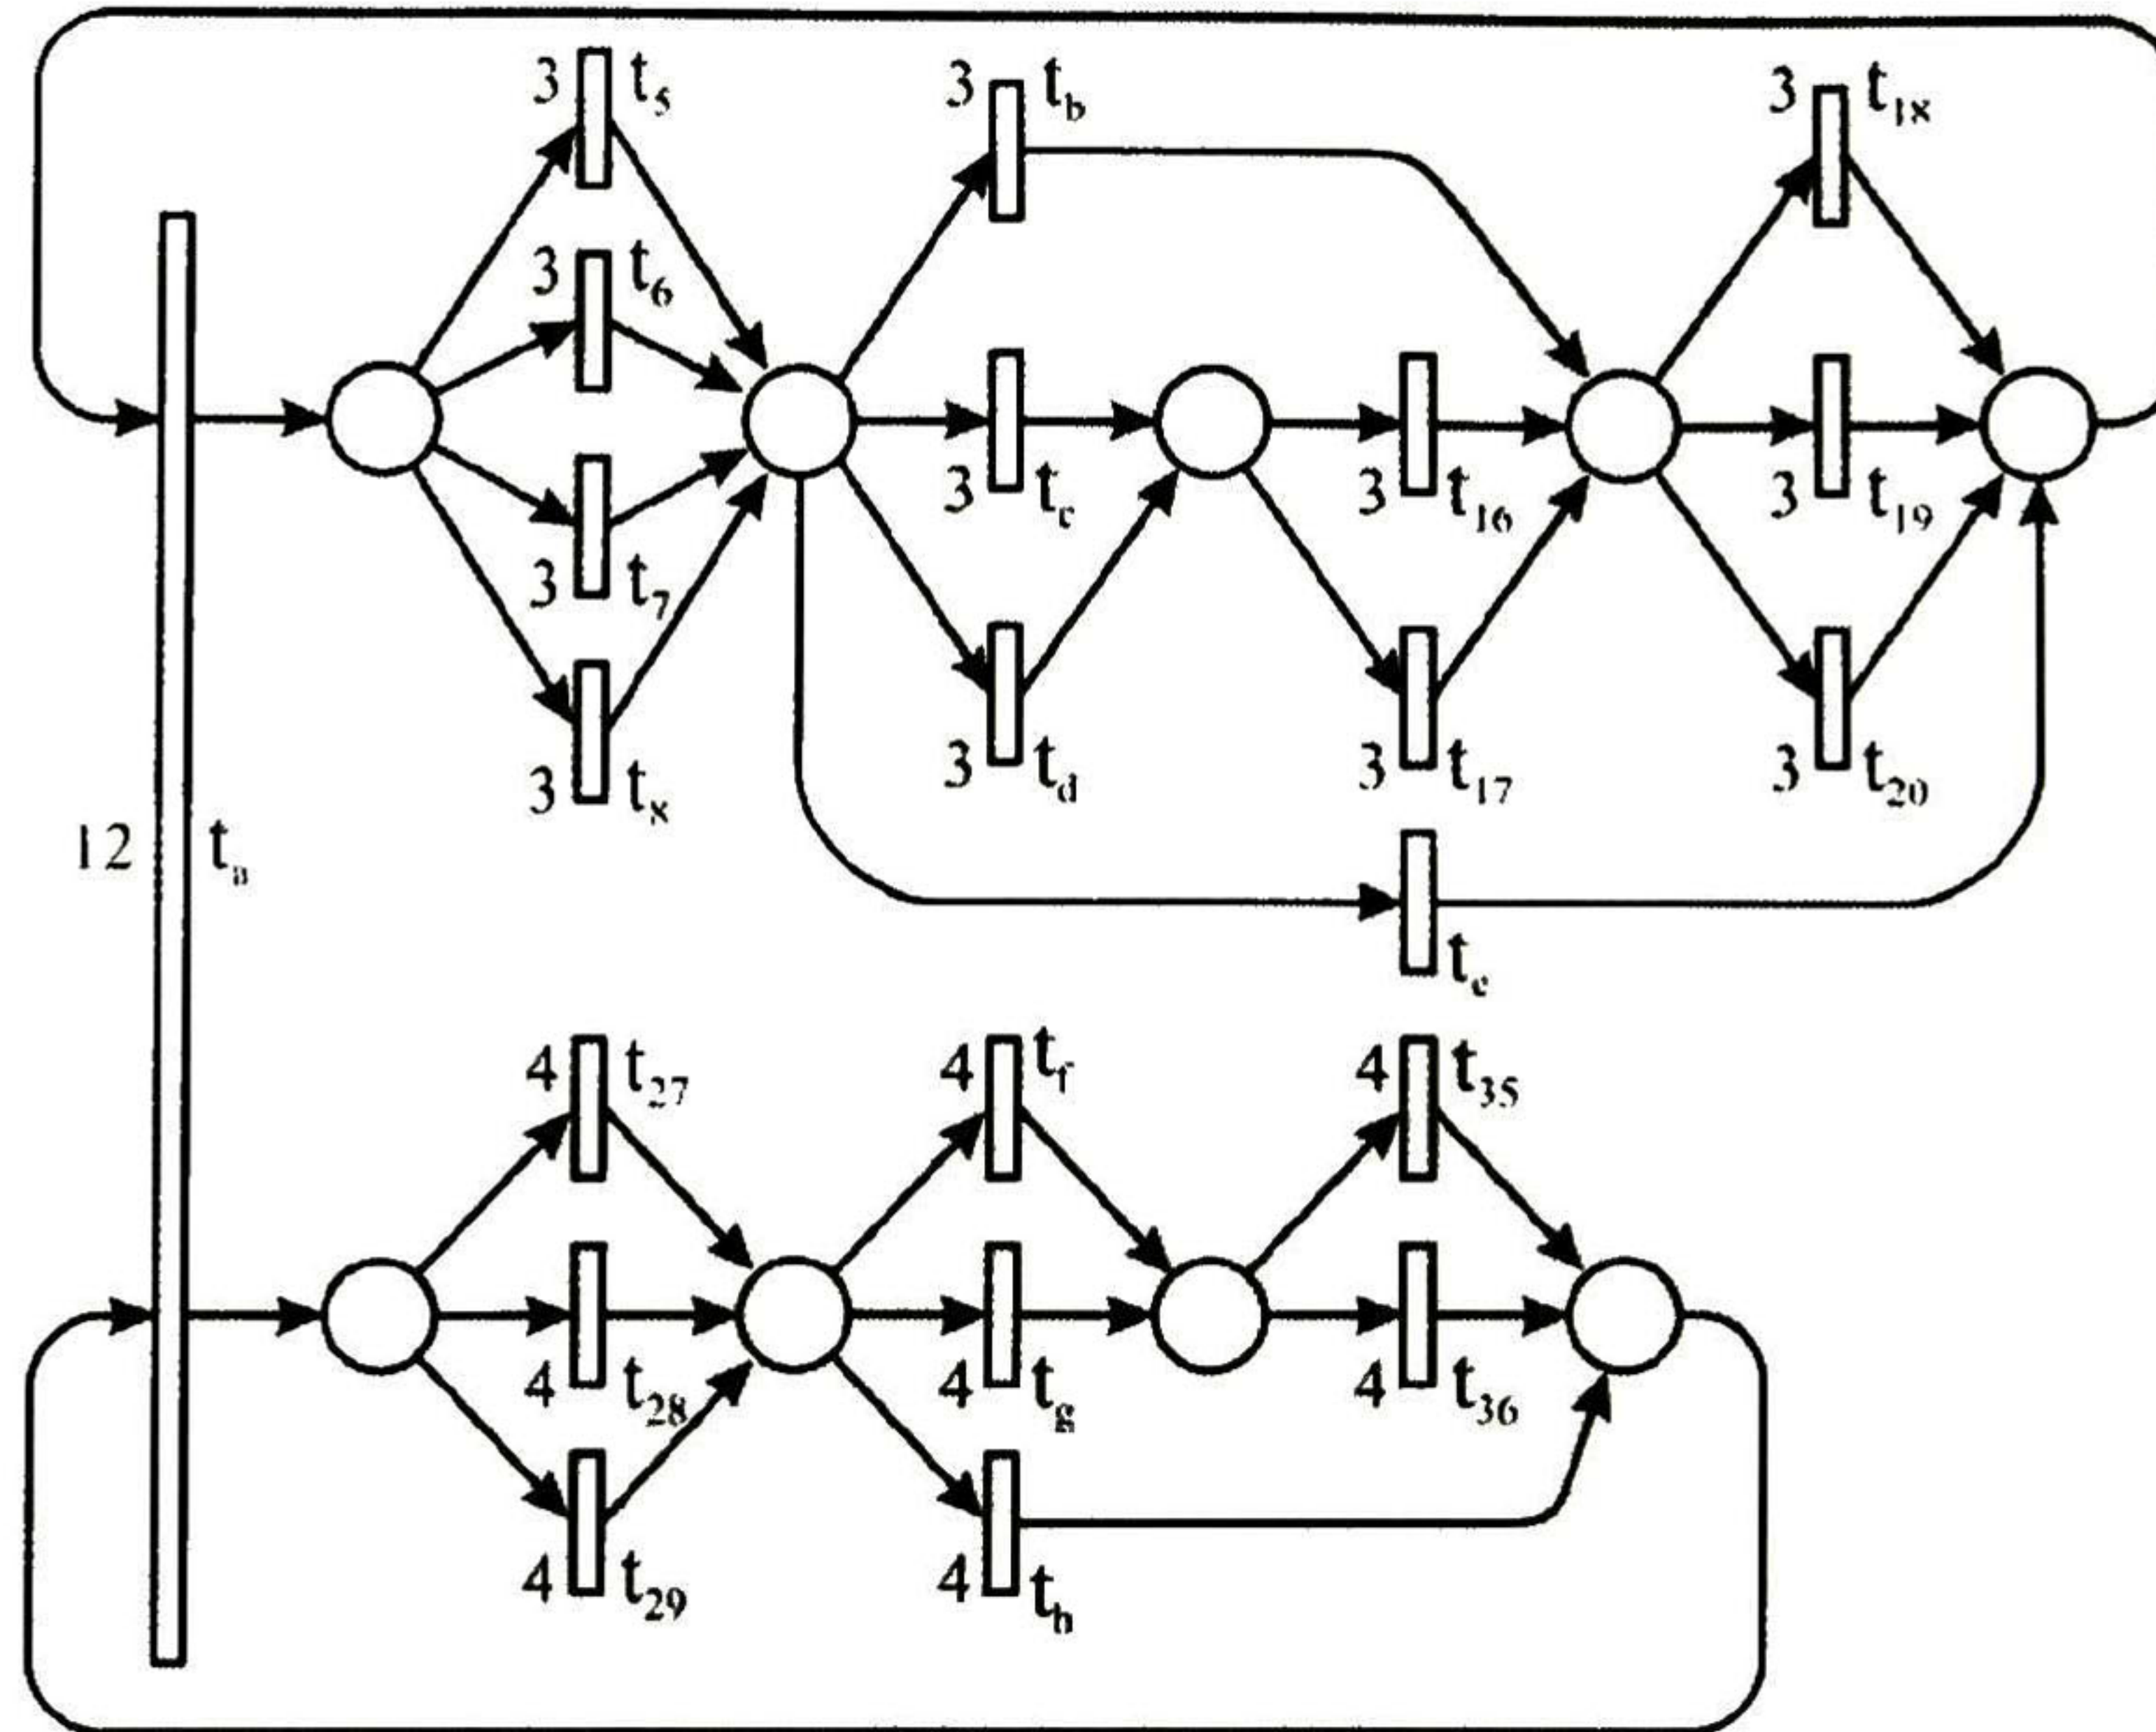 3 t5
3 tb
3 t18
3 t6
3 tc
3 t16
3 t19
3 t7
3 td
3 t17
3 t20
3 t8
12 ta
te
4 t27
4 tf
4 t35
4 t28
4 tg
4 t36
4 t29
4 th